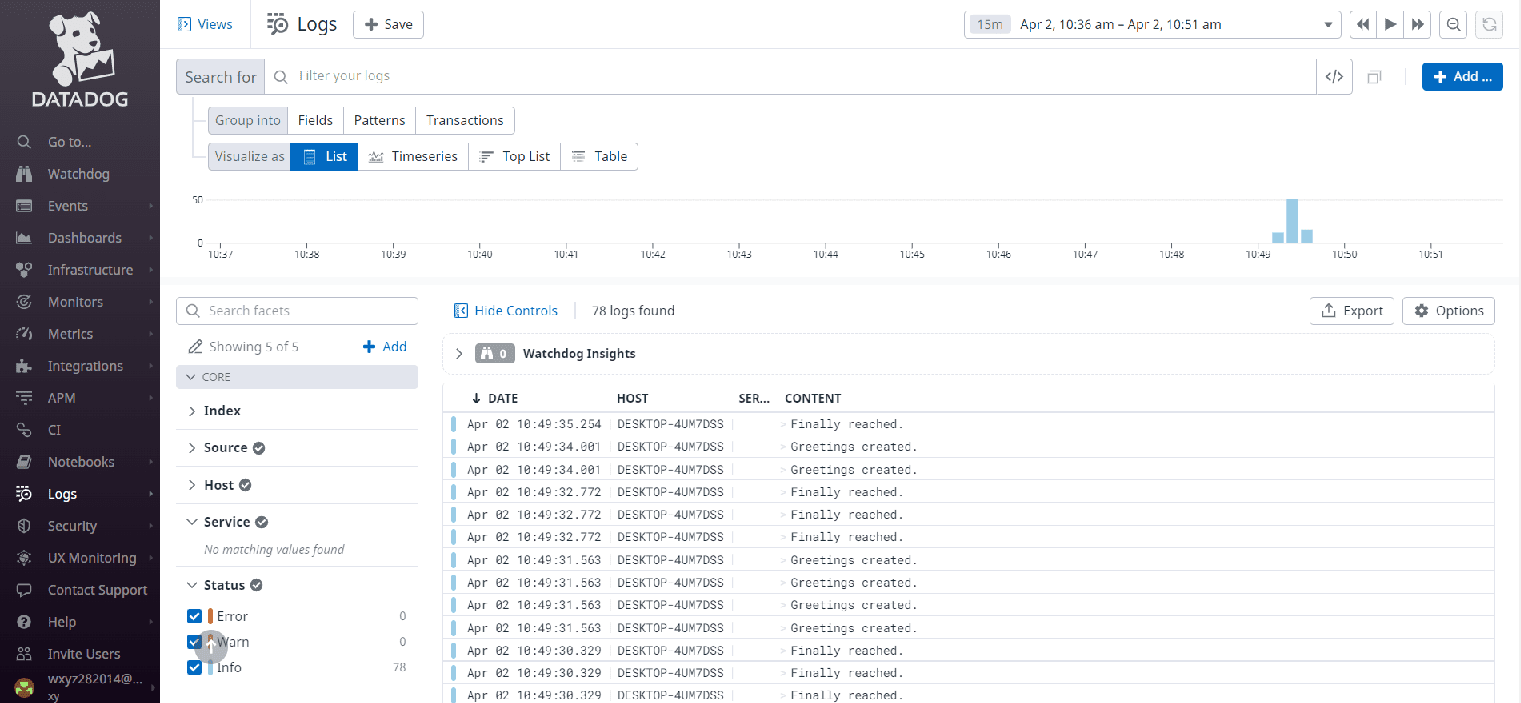 DATADOG
Go to...
Watchdog
Events
Dashboards
Infrastructure
Monitors
Metrics
Integrations
APM
CI
Notebooks
Logs
Security
UX Monitoring
Contact Support
Help
Invite Users
wxyz282014@...
xy
Views
Logs
Save
15m Apr 2, 10:36 am – Apr 2, 10:51 am
Search for Filter your logs
</>
Add ...
Group into Fields Patterns Transactions
Visualize as List Timeseries Top List Table
50
0
10:37 10:38 10:39 10:40 10:41 10:42 10:43 10:44 10:45 10:46 10:47 10:48 10:49 10:50 10:51
Search facets
Showing 5 of 5 Add
CORE
Index
Source
Host
Service
No matching values found
Status
Error 0
Warn 0
Info 78
Hide Controls 78 logs found Export Options
0 Watchdog Insights
DATE HOST SER... CONTENT
Apr 02 10:49:35.254 DESKTOP-4UM7DSS > Finally reached.
Apr 02 10:49:34.001 DESKTOP-4UM7DSS > Greetings created.
Apr 02 10:49:34.001 DESKTOP-4UM7DSS > Greetings created.
Apr 02 10:49:32.772 DESKTOP-4UM7DSS > Finally reached.
Apr 02 10:49:32.772 DESKTOP-4UM7DSS > Finally reached.
Apr 02 10:49:32.772 DESKTOP-4UM7DSS > Finally reached.
Apr 02 10:49:31.563 DESKTOP-4UM7DSS > Greetings created.
Apr 02 10:49:31.563 DESKTOP-4UM7DSS > Greetings created.
Apr 02 10:49:31.563 DESKTOP-4UM7DSS > Greetings created.
Apr 02 10:49:31.563 DESKTOP-4UM7DSS > Greetings created.
Apr 02 10:49:30.329 DESKTOP-4UM7DSS > Finally reached.
Apr 02 10:49:30.329 DESKTOP-4UM7DSS > Finally reached.
Apr 02 10:49:30.329 DESKTOP-4UM7DSS > Finally reached.